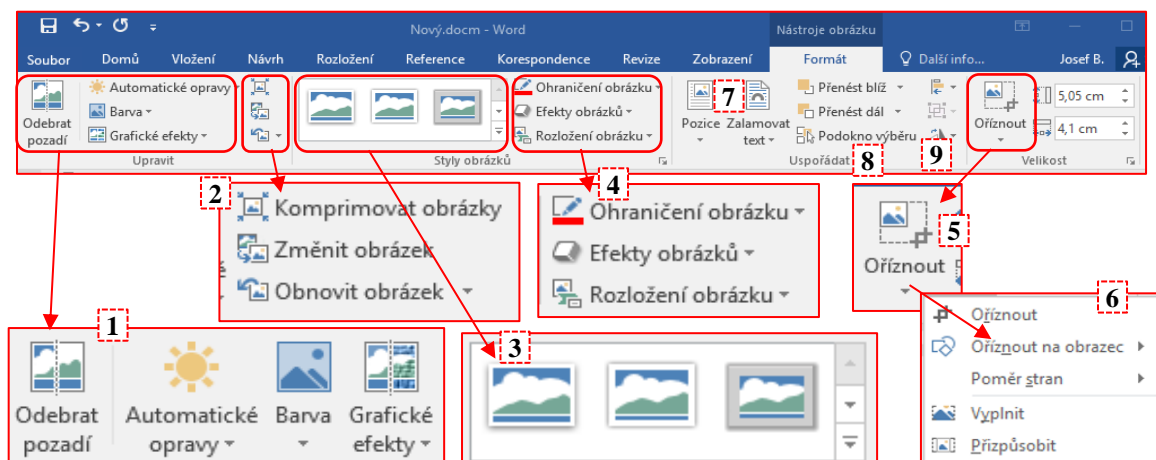 Nový.docm - Word
Nástroje obrázku
Soubor Domů Vložení Návrh Rozložení Reference Korespondence Revize Zobrazení Formát Další info... Josef B.
Odebrat pozadí
Automatické opravy
Barva
Grafické efekty
Upravit
Styly obrázků
Ohraničení obrázku
Efekty obrázků
Rozložení obrázku
7
Pozice
Zalamovat text
Přenést blíž
Přenést dál
Podokno výběru
Uspořádat
8
9
Oříznout
5,05 cm
4,1 cm
Velikost
2
Komprimovat obrázky
Změnit obrázek
Obnovit obrázek
4
Ohraničení obrázku
Efekty obrázků
Rozložení obrázku
5
Oříznout
6
Oříznout
Oříznout na obrazec
Poměr stran
Vyplnit
Přizpůsobit
1
Odebrat
pozadí
Automatické
opravy
Barva
Grafické
efekty
3